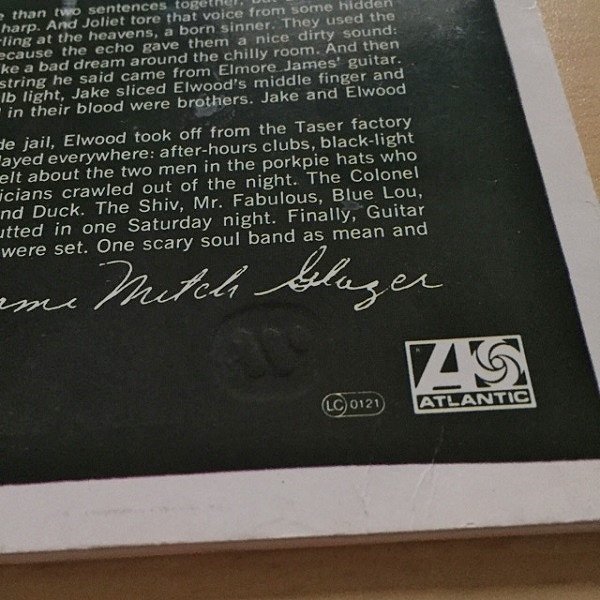 e than two sentences together, but
harp. And Joliet tore that voice from some hidden
rling at the heavens, a born sinner. They used the
ecause the echo gave them a nice dirty sound:
ke a bad dream around the chilly room. And then
string he said came from Elmore James' guitar.
lb light, Jake sliced Elwood's middle finger and
d in their blood were brothers. Jake and Elwood
de jail, Elwood took off from the Taser factory
layed everywhere: after-hours clubs, black-light
elt about the two men in the porkpie hats who
icians crawled out of the night. The Colonel
nd Duck. The Shiv, Mr. Fabulous, Blue Lou,
utted in one Saturday night. Finally, Guitar
were set. One scary soul band as mean and
ami Mitch Glazer
LC 0121
ATLANTIC